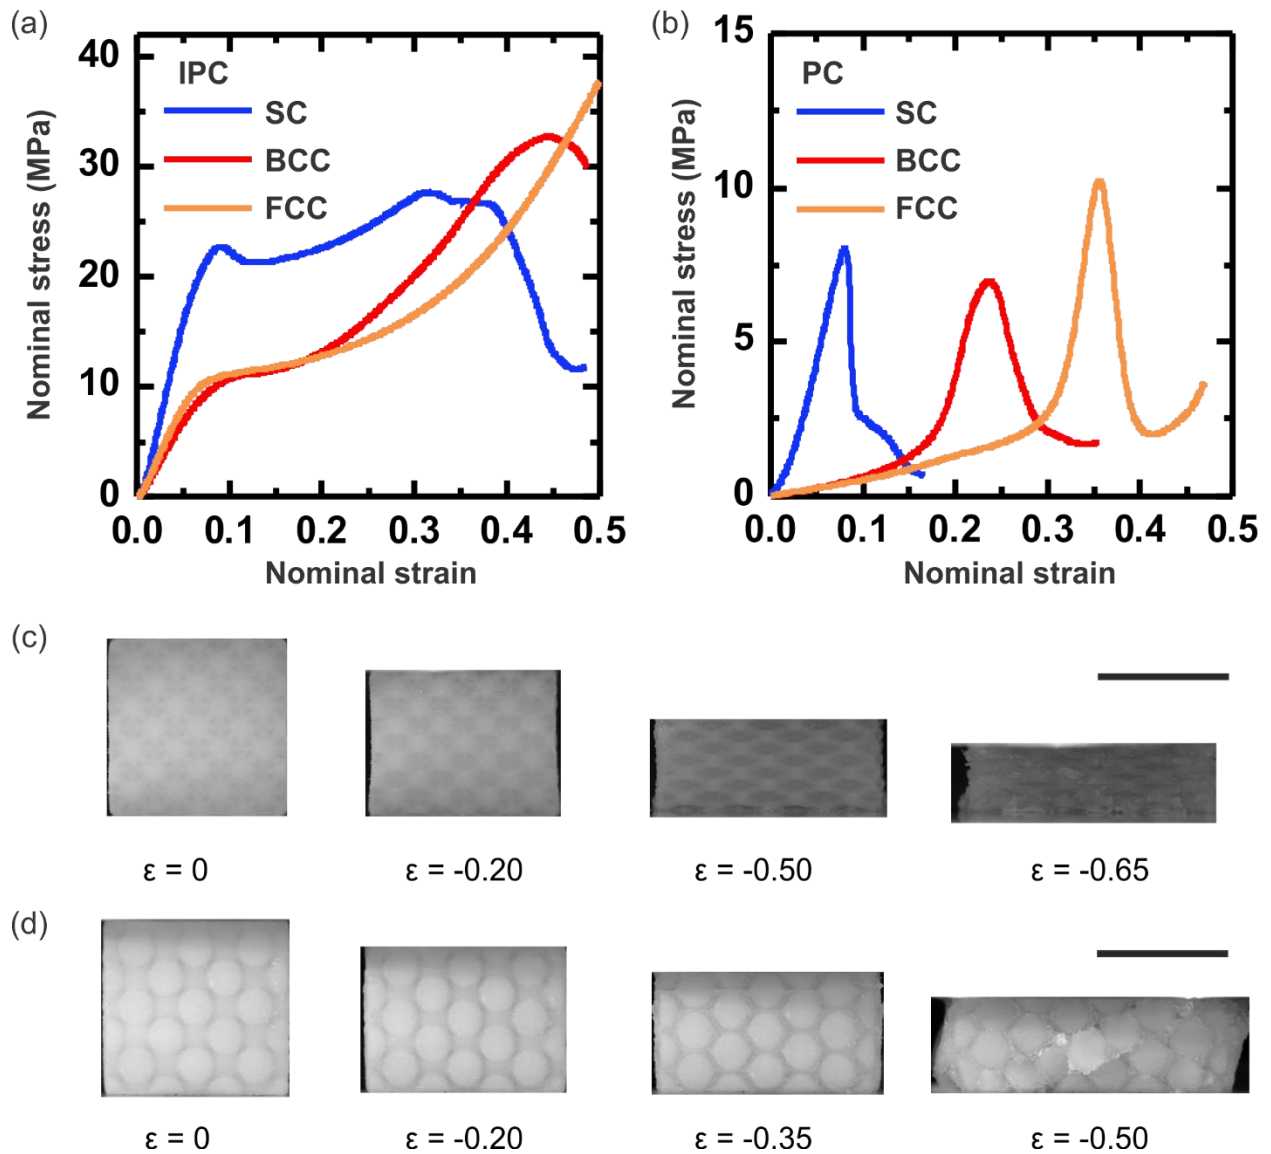 (a)
40
30
20
10
0
Nominal stress (MPa)
IPC
SC
BCC
FCC
0.0 0.1 0.2 0.3 0.4 0.5
Nominal strain
(b)
15
10
5
0
Nominal stress (MPa)
PC
SC
BCC
FCC
0.0 0.1 0.2 0.3 0.4 0.5
Nominal strain
(c)
ε = 0 ε = -0.20 ε = -0.50 ε = -0.65
(d)
ε = 0 ε = -0.20 ε = -0.35 ε = -0.50